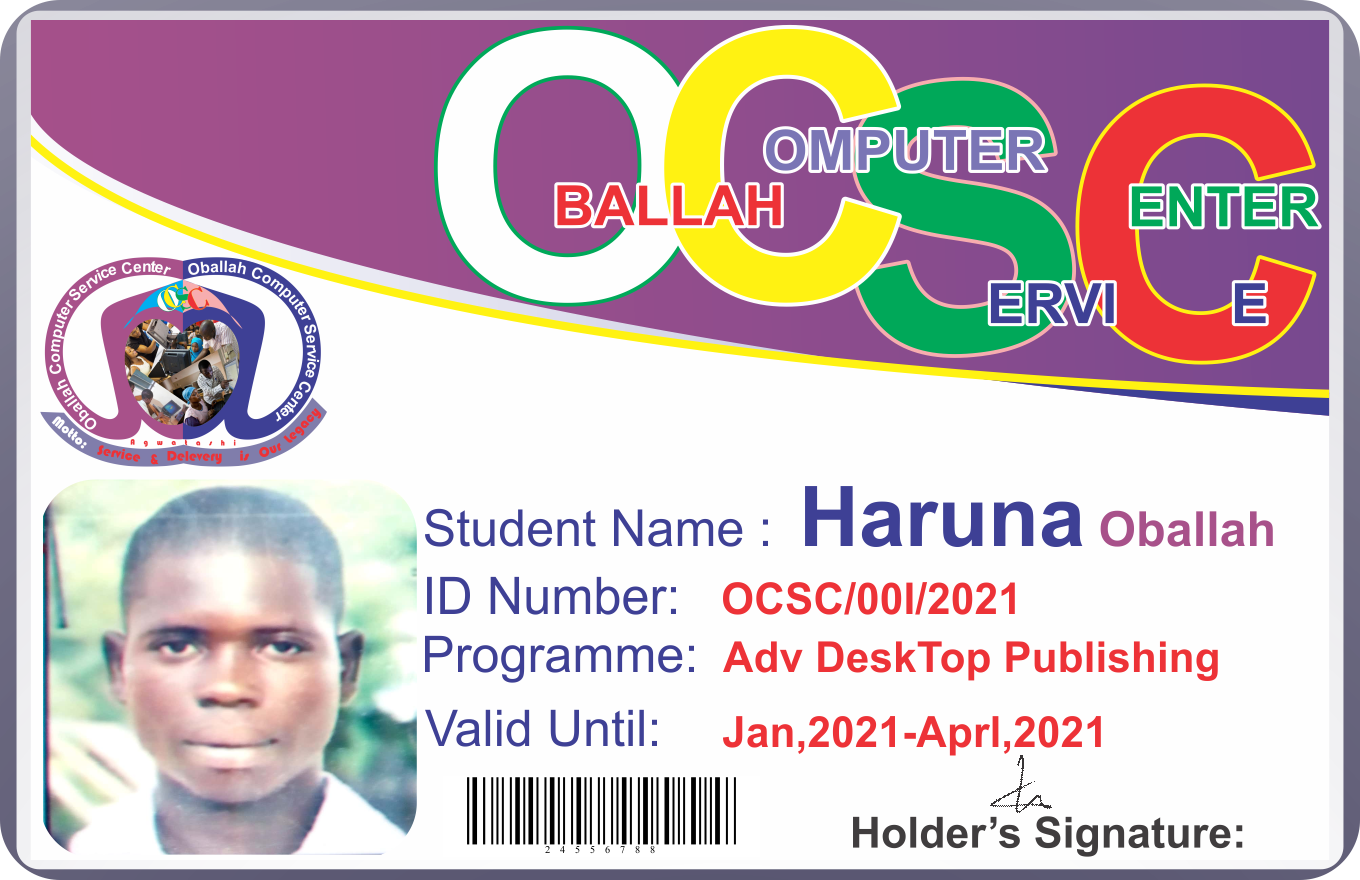 OCSC
OMPUTER
BALLAH
ENTER
ERVI E
Oballah Computer Service Center
Oballah Computer Service Center
OCSC
Agwatashi
Motto: Service & Delevery is Our Legacy
Student Name : Haruna Oballah
ID Number: OCSC/00I/2021
Programme: Adv DeskTop Publishing
Valid Until: Jan,2021-Aprl,2021
24556788
Holder’s Signature: